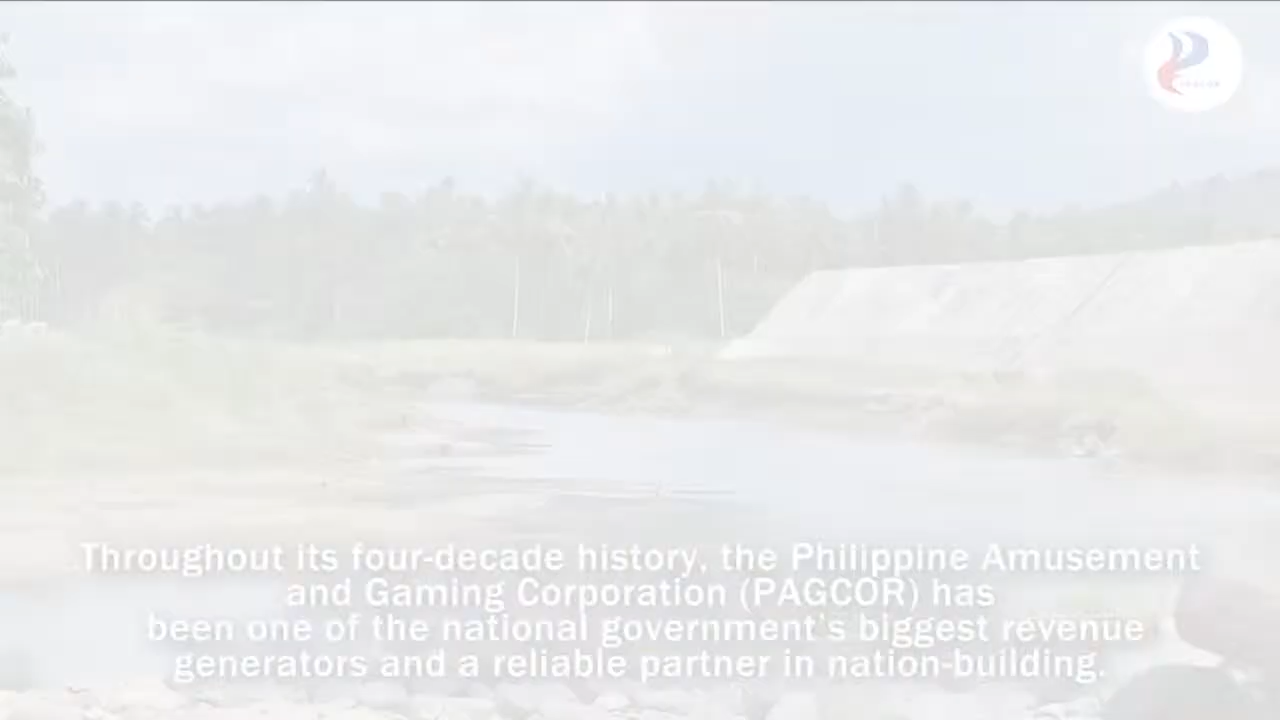 PAGCOR
Throughout its four-decade history, the Philippine Amusement
and Gaming Corporation (PAGCOR) has
been one of the national government's biggest revenue
generators and a reliable partner in nation-building.